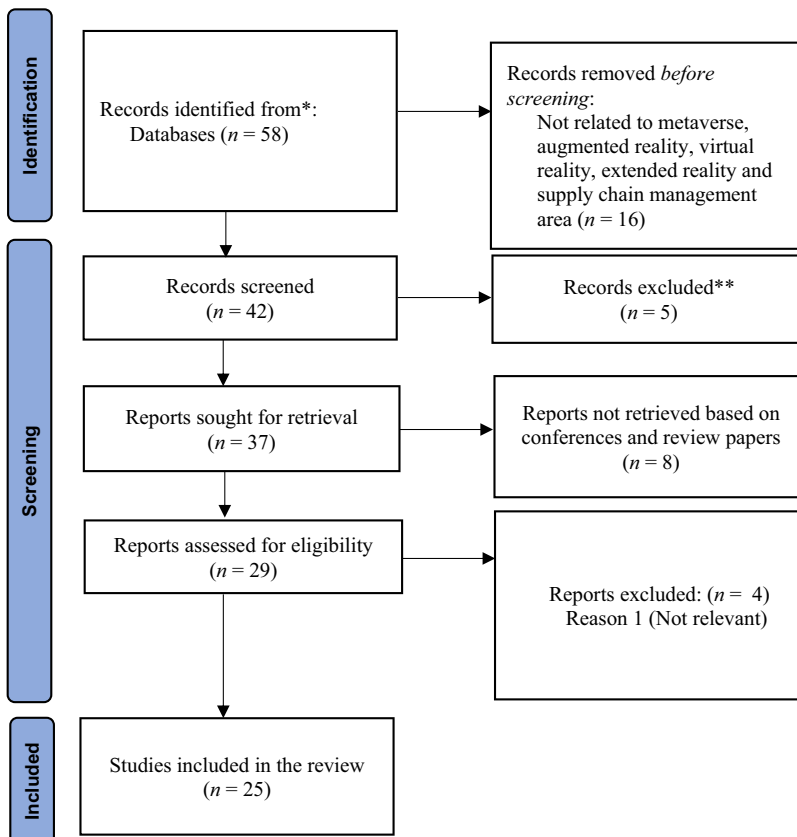 Identification
Records identified from*:
Databases (n = 58)
Records removed before
screening:
Not related to metaverse,
augmented reality, virtual
reality, extended reality and
supply chain management
area (n = 16)
Screening
Records screened
(n = 42)
Records excluded**
(n = 5)
Reports sought for retrieval
(n = 37)
Reports not retrieved based on
conferences and review papers
(n = 8)
Reports assessed for eligibility
(n = 29)
Reports excluded: (n = 4)
Reason 1 (Not relevant)
Included
Studies included in the review
(n = 25)